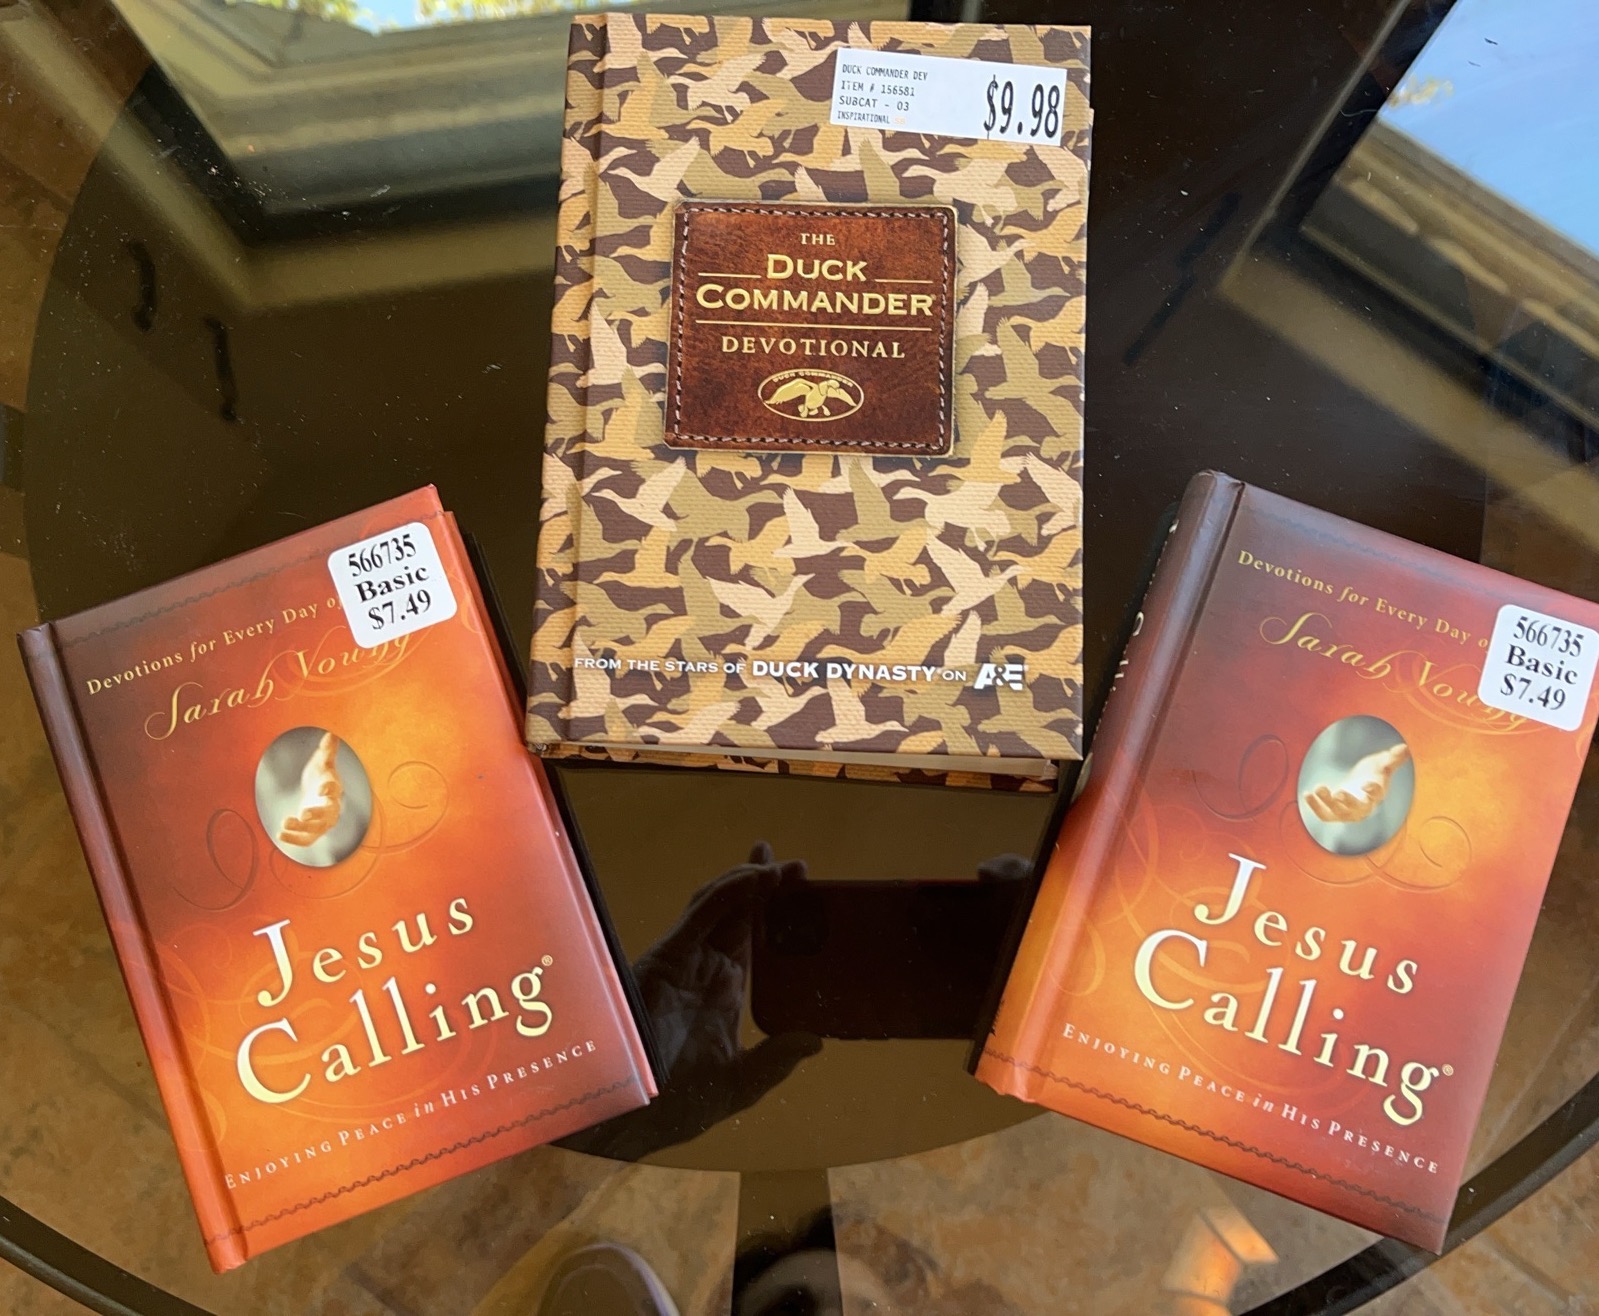 DUCK COMMANDER DEV
ITEM # 156581
SUBCAT - 03
INSPIRATIONAL
$9.98
THE
DUCK
COMMANDER
DEVOTIONAL
DUCK COMMANDER
FROM THE STARS OF DUCK DYNASTY ON A&E
566735
Basic
$7.49
Devotions for Every Day
Sarah Young
Jesus
Calling®
ENJOYING PEACE in HIS PRESENCE
566735
Basic
$7.49
Devotions for Every Day
Sarah Young
Jesus
Calling®
ENJOYING PEACE in HIS PRESENCE